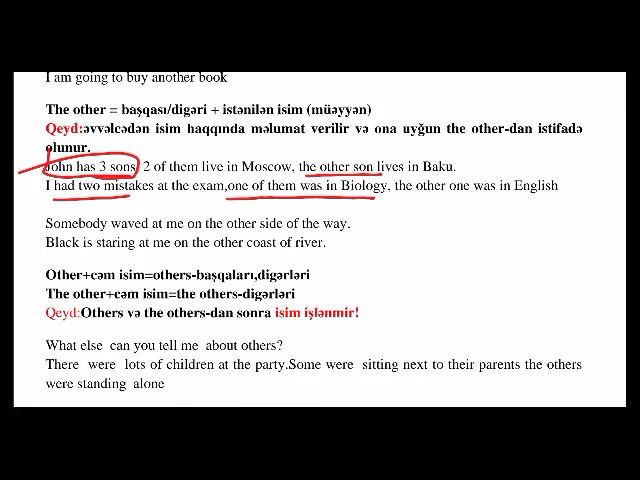 I am going to buy another book
The other = başqası/digəri + istənilən isim (müəyyən)
Qeyd:əvvəlcədən isim haqqında məlumat verilir və ona uyğun the other-dan istifadə
olunur.
John has 3 sons, 2 of them live in Moscow, the other son lives in Baku.
I had two mistakes at the exam,one of them was in Biology, the other one was in English
Somebody waved at me on the other side of the way.
Black is staring at me on the other coast of river.
Other+cəm isim=others-başqaları,digərləri
The other+cəm isim=the others-digərləri
Qeyd:Others və the others-dan sonra isim işlənmir!
What else can you tell me about others?
There were lots of children at the party.Some were sitting next to their parents the others
were standing alone